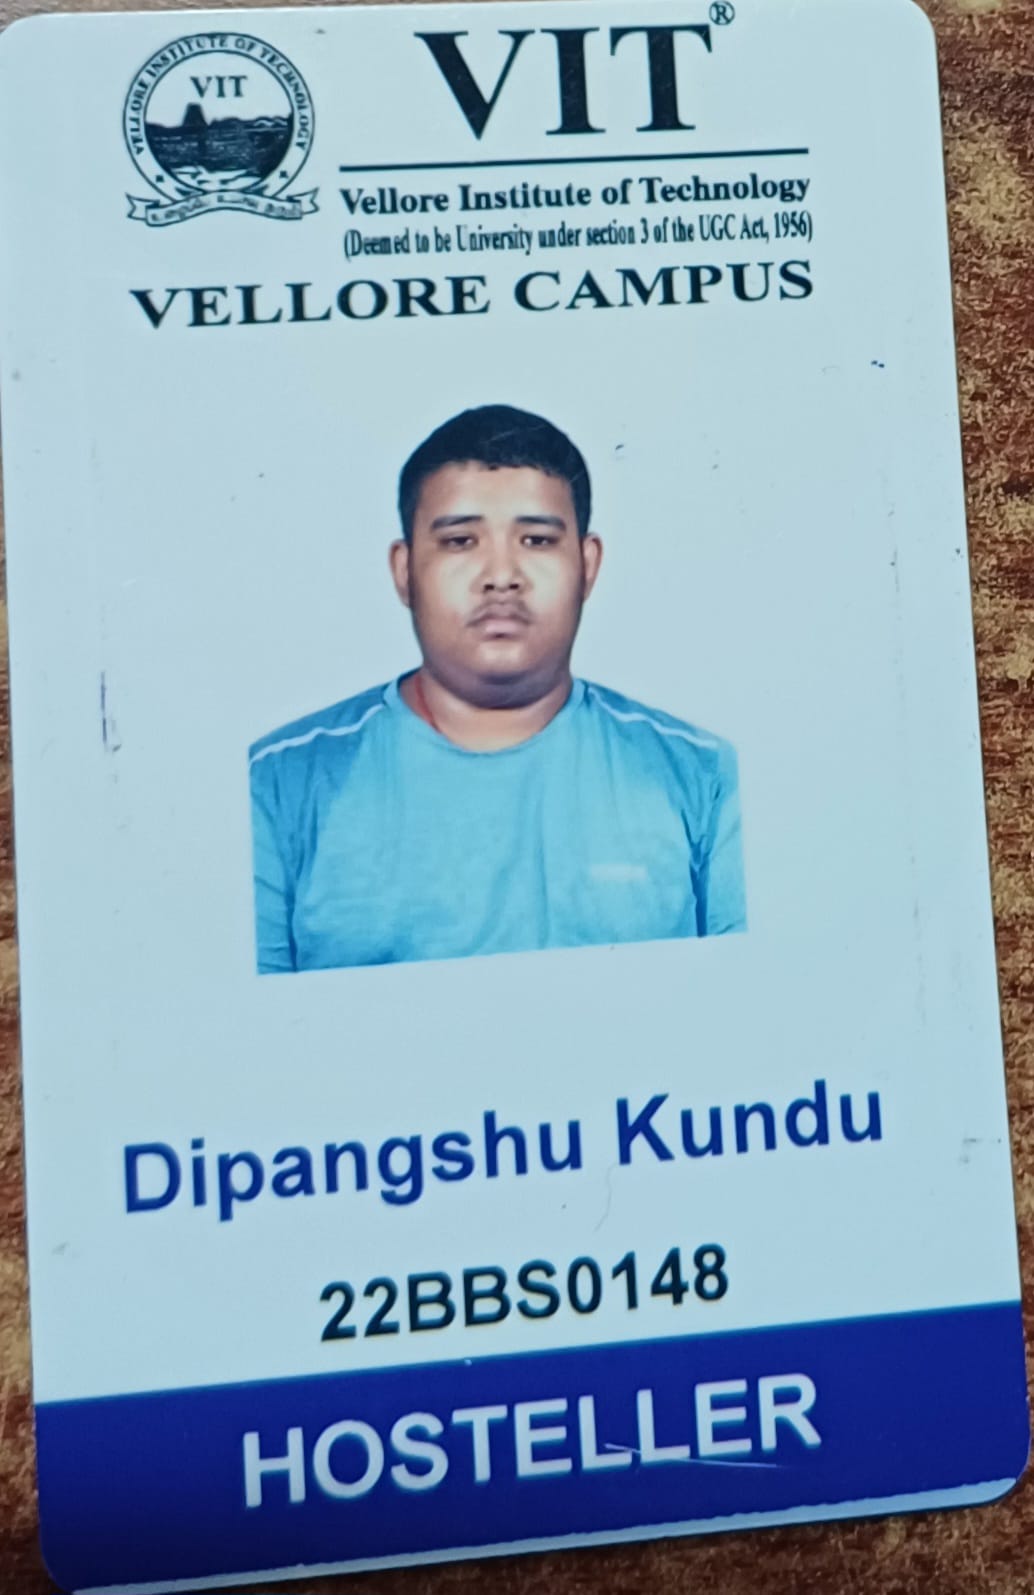 VELLORE INSTITUTE OF TECHNOLOGY
VIT
VIT®
Vellore Institute of Technology
(Deemed to be University under section 3 of the UGC Act, 1956)
VELLORE CAMPUS
Dipangshu Kundu
22BBS0148
HOSTELLER